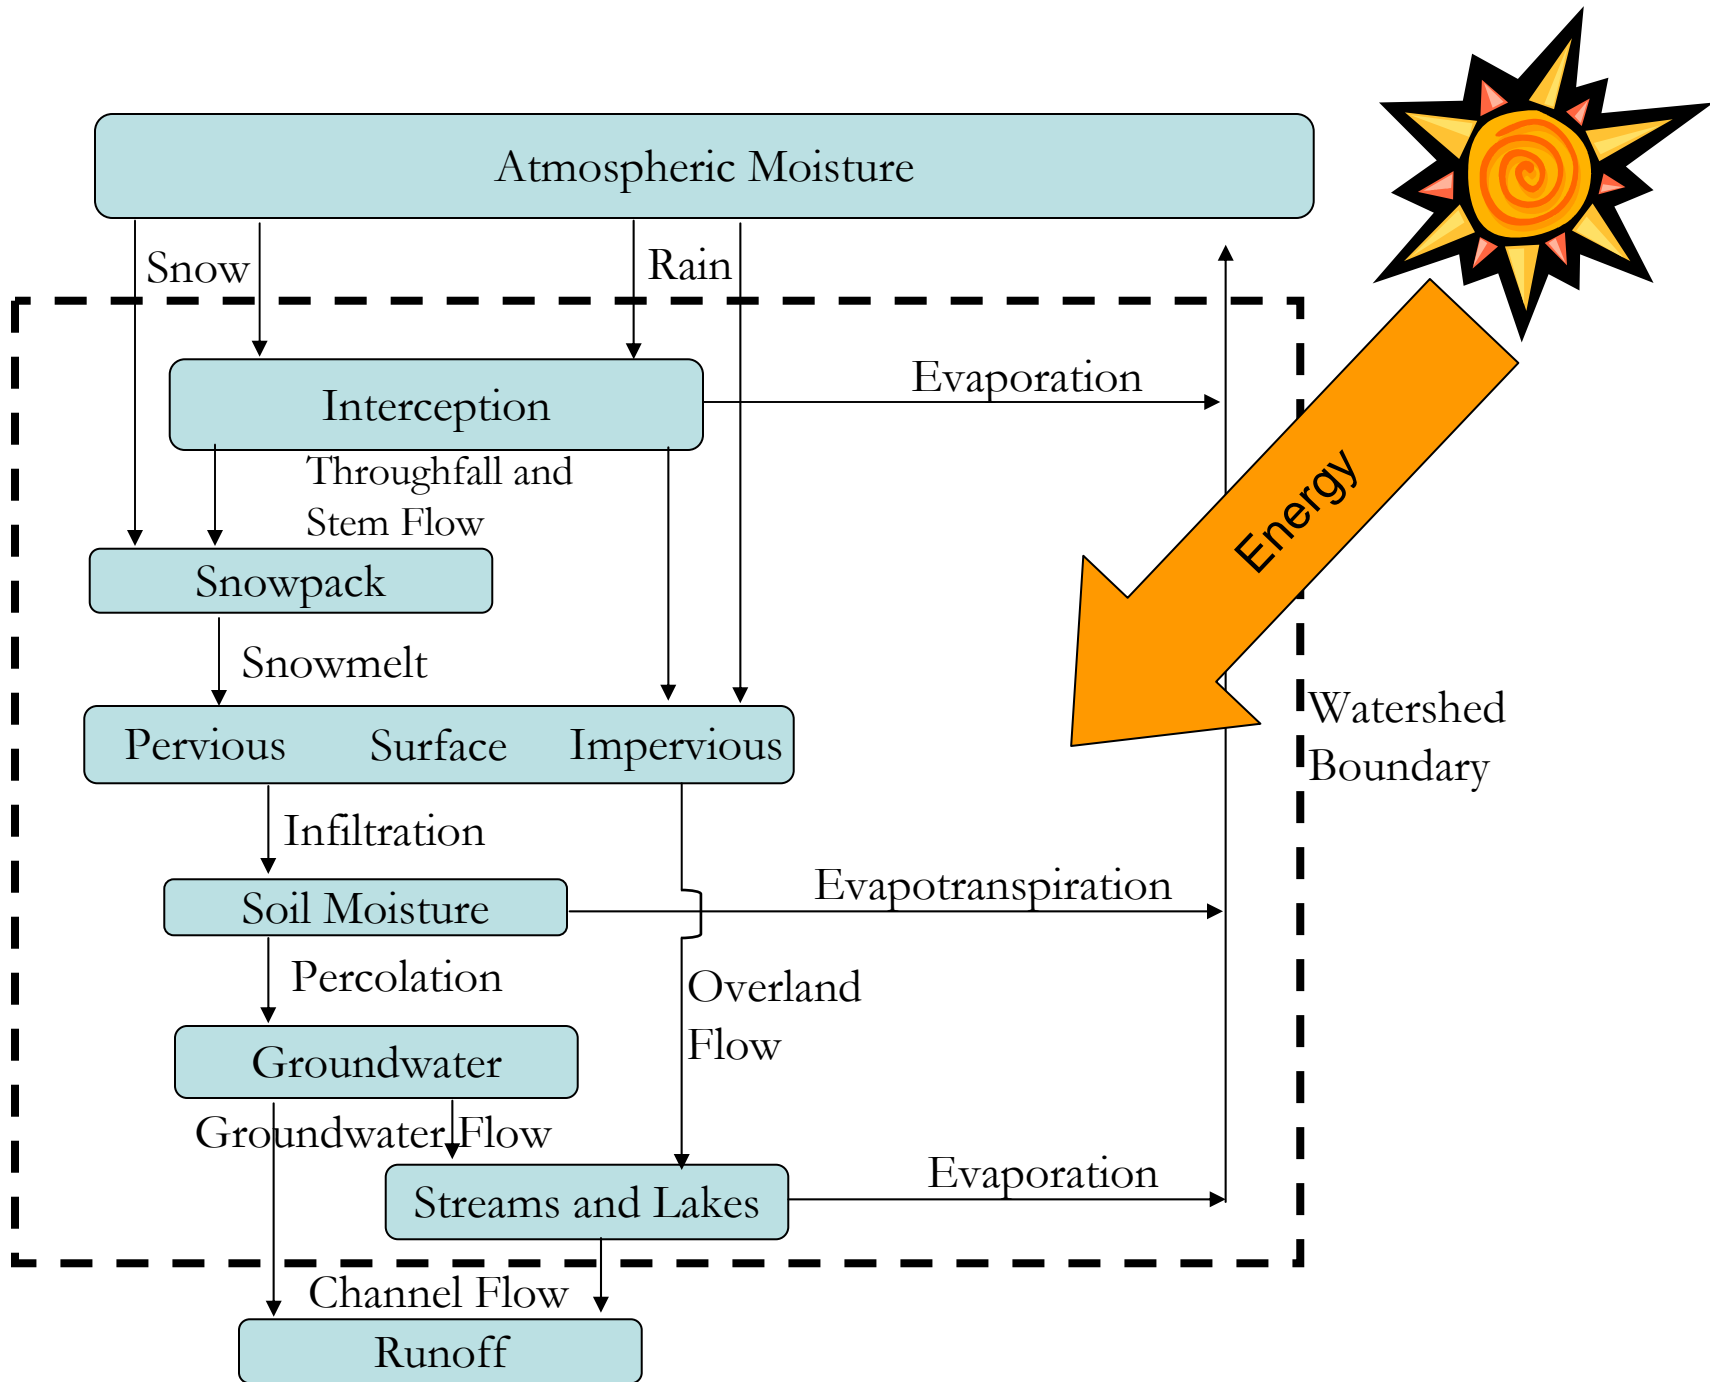 Atmospheric Moisture
Snow
Rain
Interception
Evaporation
Throughfall and
Stem Flow
Energy
Snowpack
Snowmelt
Watershed
Boundary
Pervious Surface Impervious
Infiltration
Soil Moisture
Evapotranspiration
Percolation
Overland
Flow
Groundwater
Groundwater Flow
Streams and Lakes
Evaporation
Channel Flow
Runoff